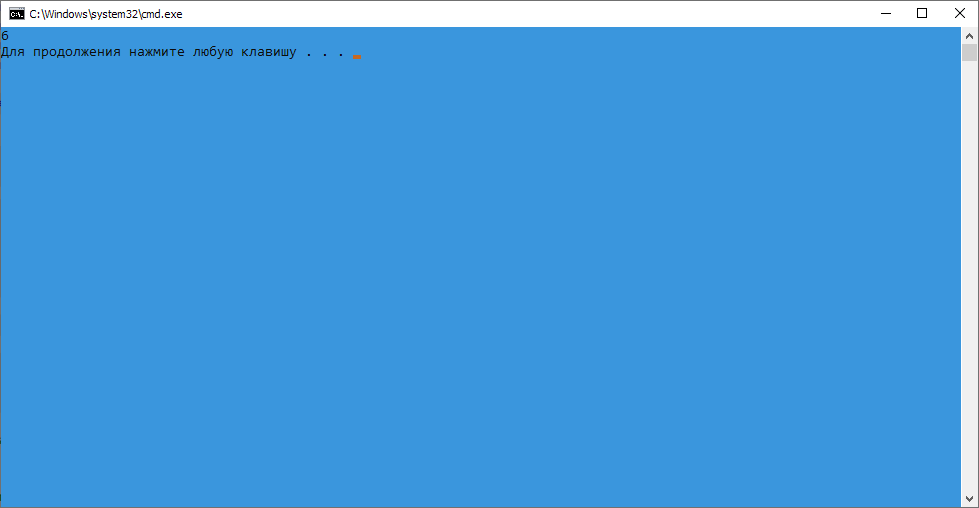 C:\Windows\system32\cmd.exe
6
Для продолжения нажмите любую клавишу . . .